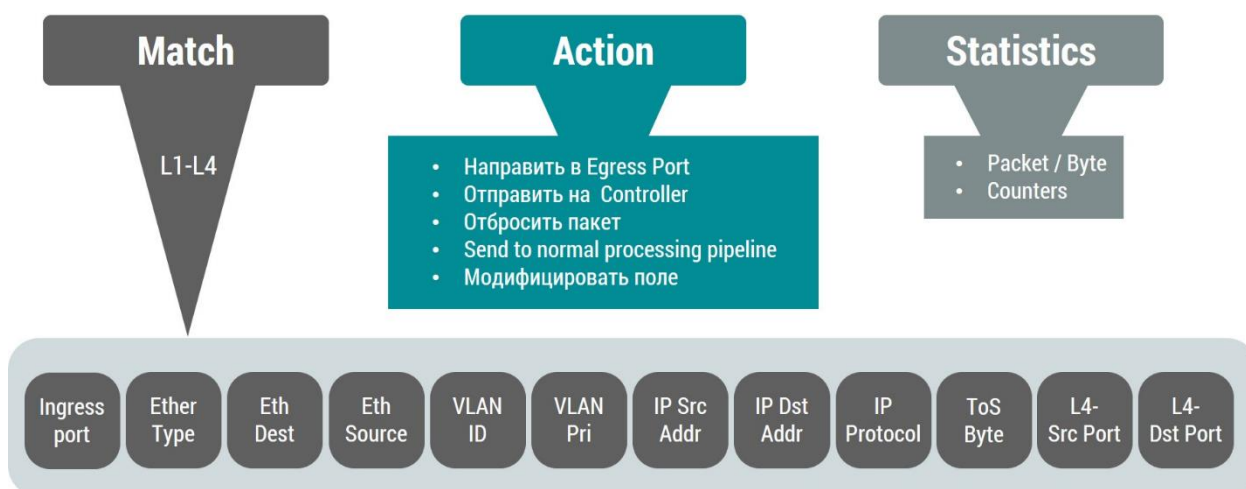 Match
Action
Statistics
L1-L4
• Направить в Egress Port
• Отправить на Controller
• Отбросить пакет
• Send to normal processing pipeline
• Модифицировать поле
• Packet / Byte
• Counters
Ingress
port
Ether
Type
Eth
Dest
Eth
Source
VLAN
ID
VLAN
Pri
IP Src
Addr
IP Dst
Addr
IP
Protocol
ToS
Byte
L4-
Src Port
L4-
Dst Port